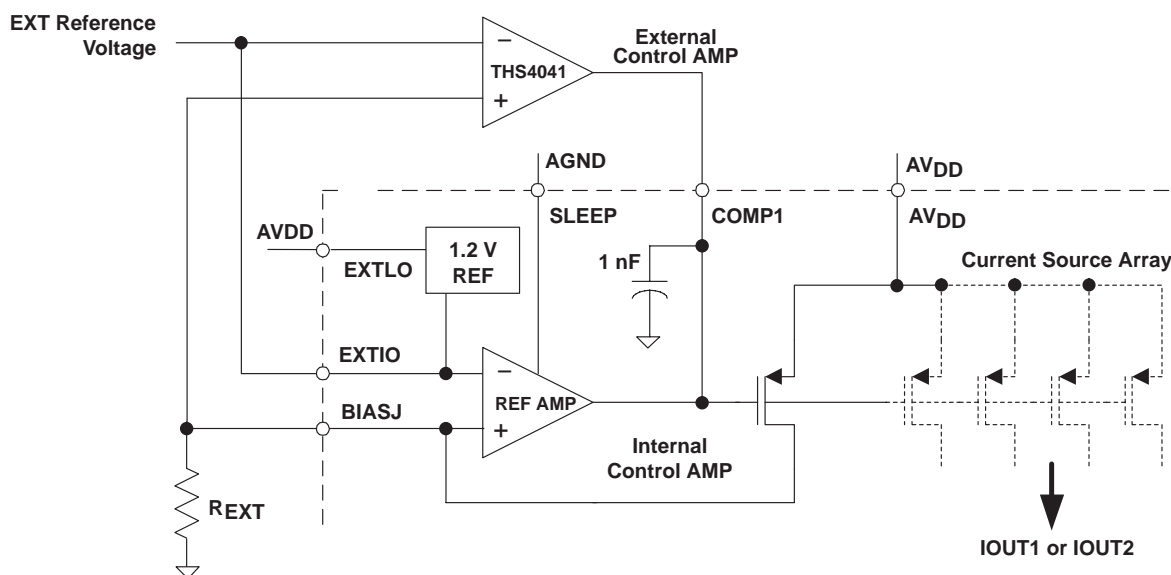 EXT Reference
Voltage
−
THS4041
+
External
Control AMP
AGND
AVDD
SLEEP
COMP1
AVDD
AVDD
EXTLO
1.2 V
REF
1 nF
Current Source Array
EXTIO
−
REF AMP
+
BIASJ
Internal
Control AMP
REXT
IOUT1 or IOUT2